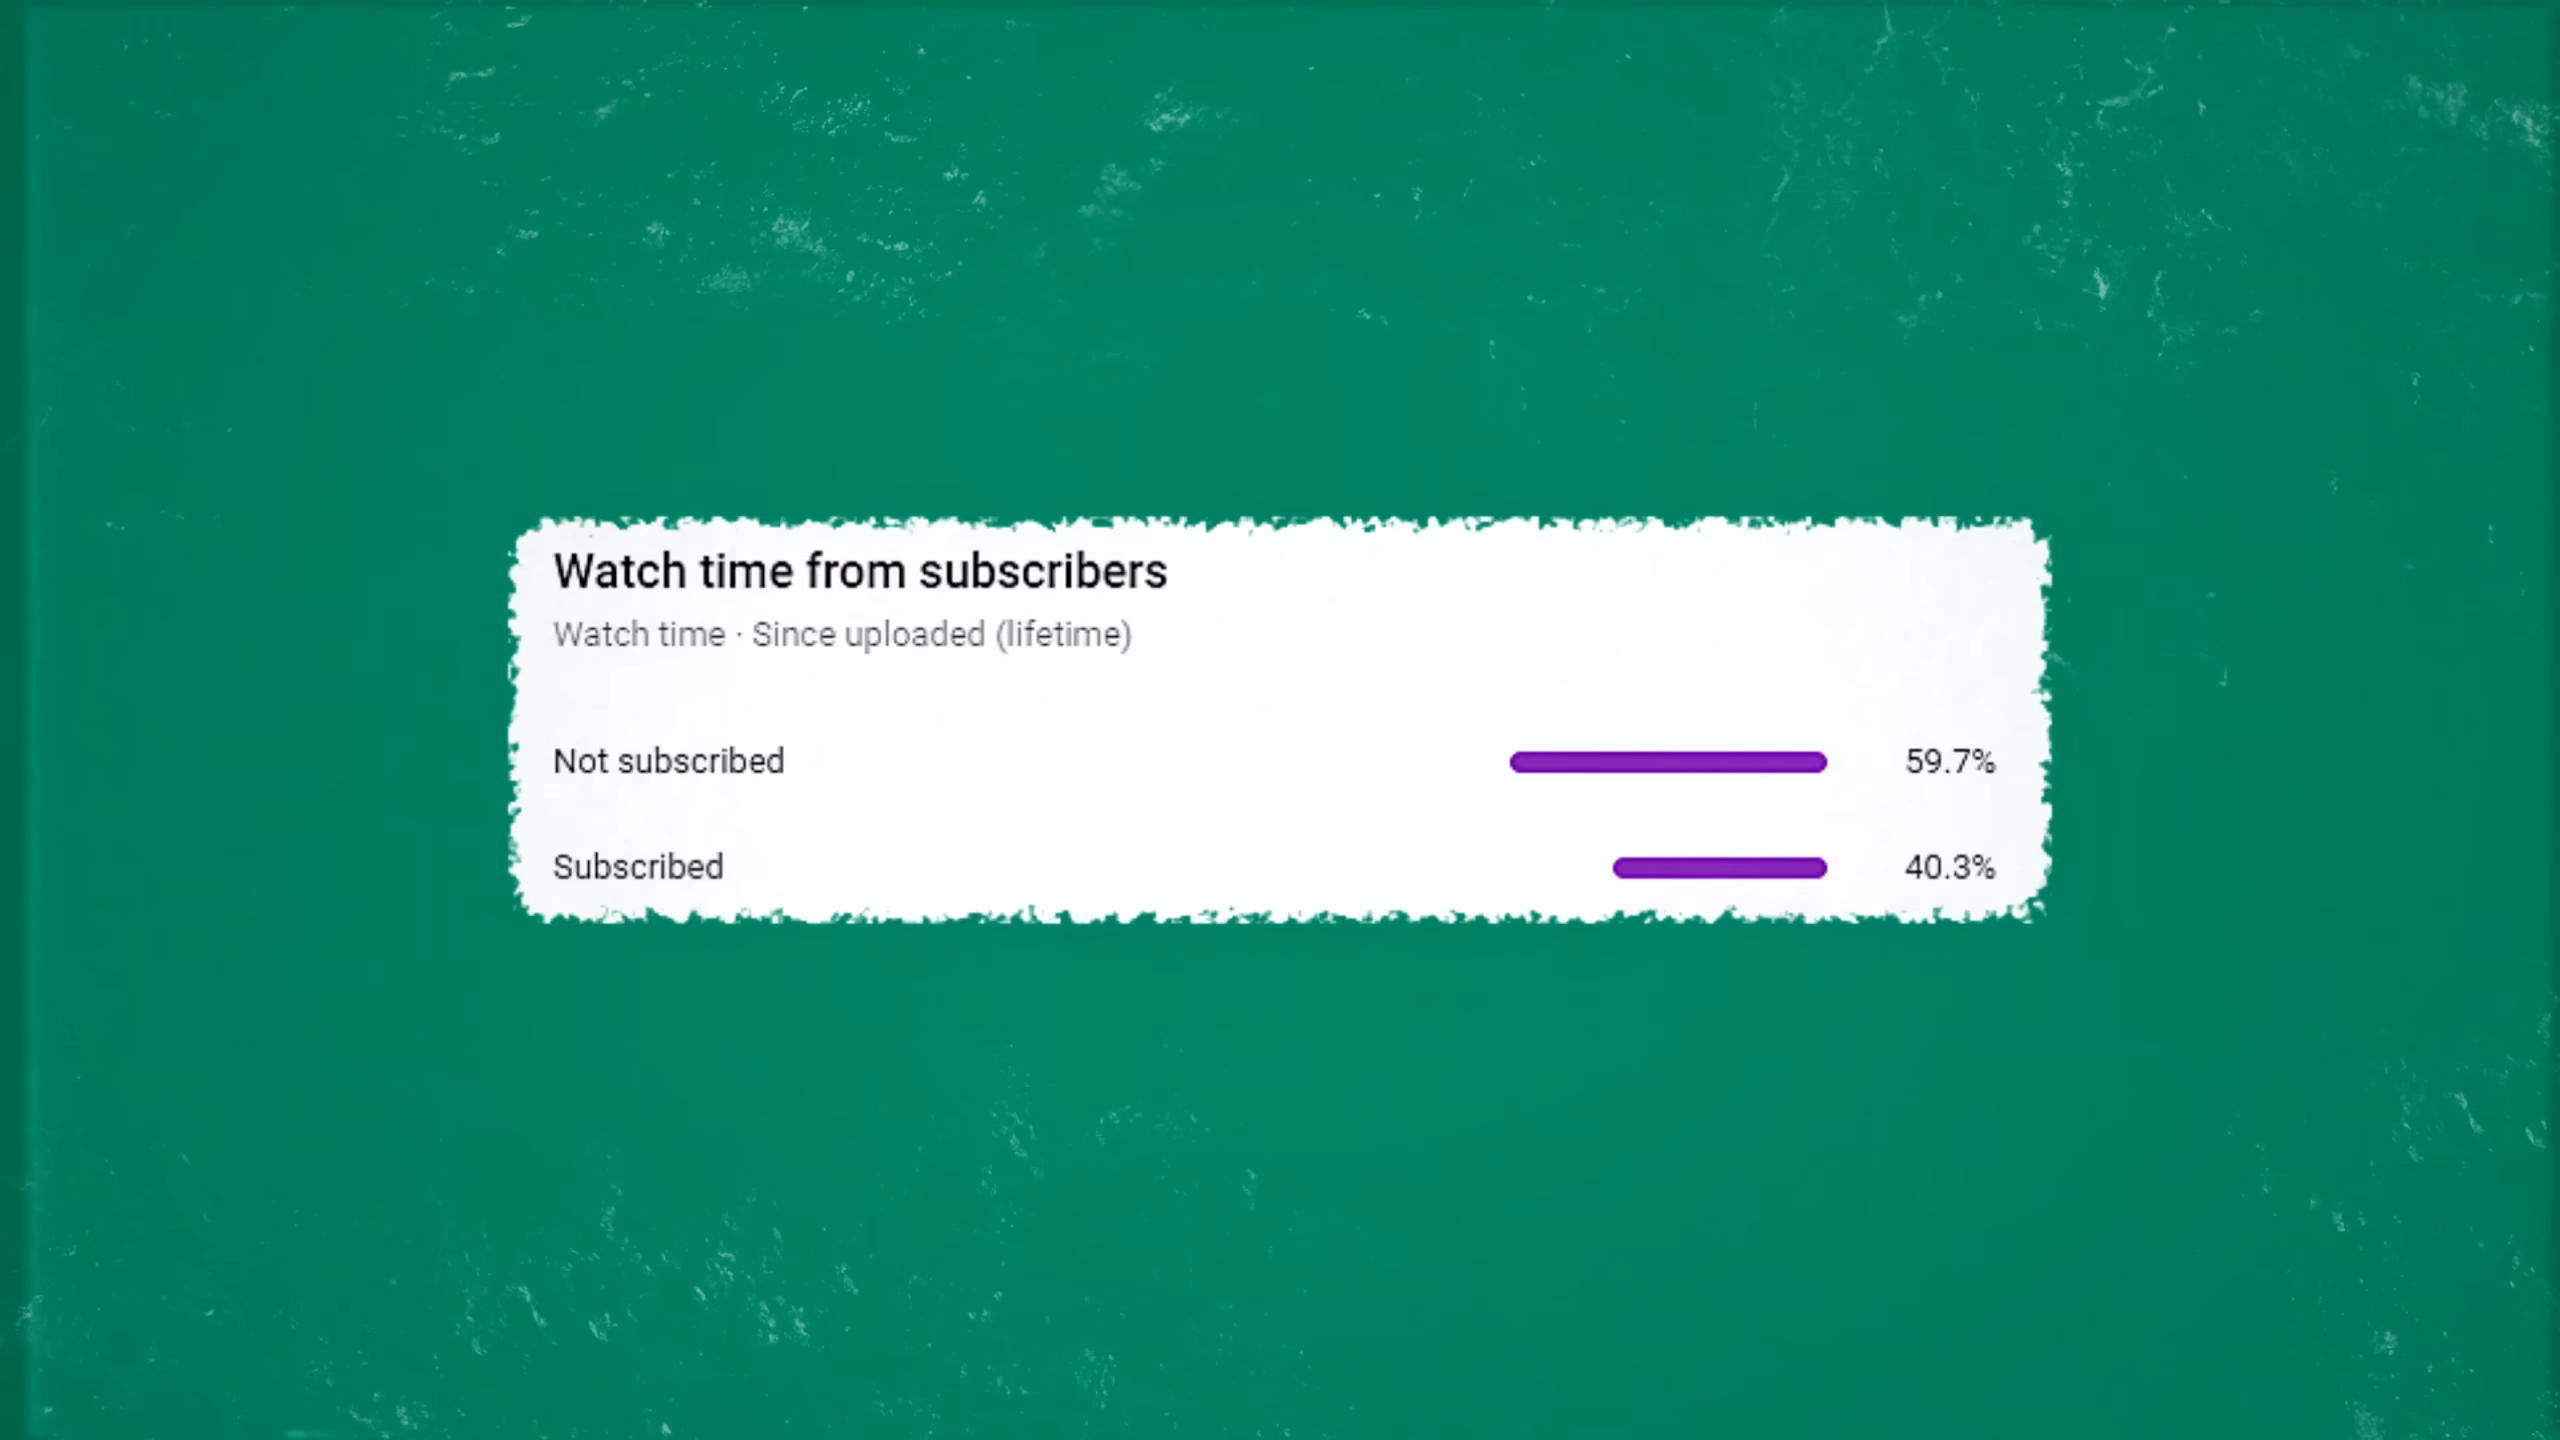 Watch time from subscribers
Watch time · Since uploaded (lifetime)
Not subscribed 59.7%
Subscribed 40.3%